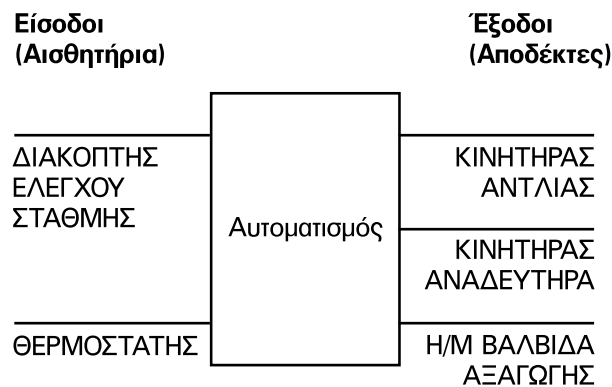 Είσοδοι
(Αισθητήρια)
Έξοδοι
(Αποδέκτες)
ΔΙΑΚΟΠΤΗΣ
ΕΛΕΓΧΟΥ
ΣΤΑΘΜΗΣ
ΘΕΡΜΟΣΤΑΤΗΣ
Αυτοματισμός
ΚΙΝΗΤΗΡΑΣ
ΑΝΤΛΙΑΣ
ΚΙΝΗΤΗΡΑΣ
ΑΝΑΔΕΥΤΗΡΑ
Η/Μ ΒΑΛΒΙΔΑ
ΑΞΑΓΩΓΗΣ